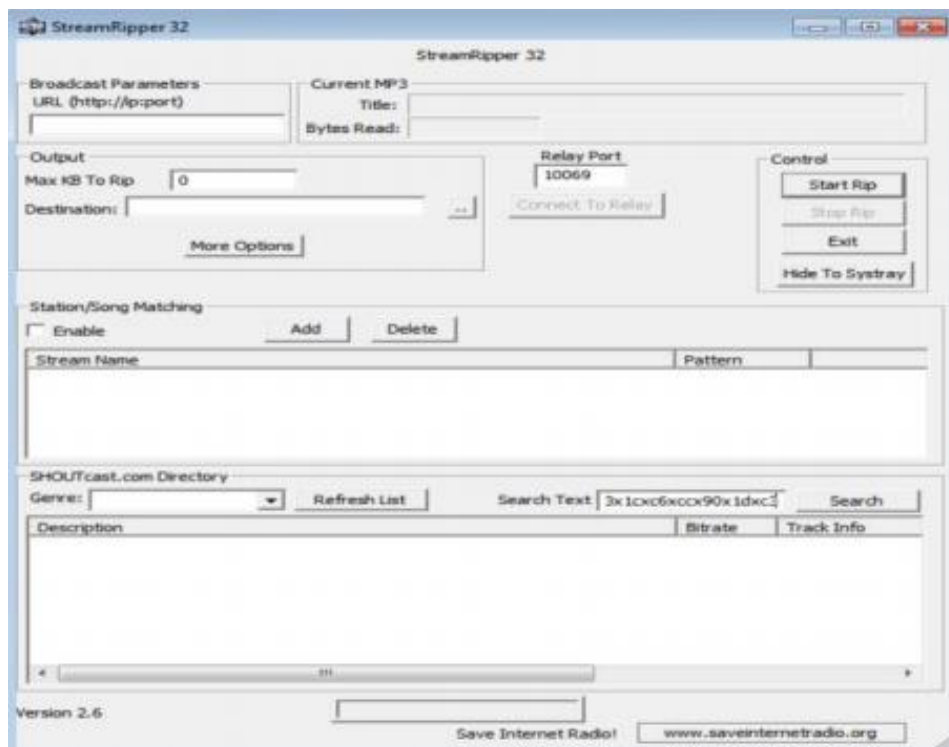 StreamRipper 32
StreamRipper 32
Broadcast Parameters
URL (http://ip:port)
Current MP3
Title:
Bytes Read:
Output
Max KB To Rip 0
Destination: ...
More Options
Relay Port
10069
Connect To Relay
Control
Start Rip
Stop Rip
Exit
Hide To Systray
Station/Song Matching
Enable Add Delete
Stream Name Pattern
SHOUTcast.com Directory
Genre: Refresh List Search Text Search
Description Bitrate Track Info
Version 2.6
Save Internet Radio! www.saveinternetradio.org